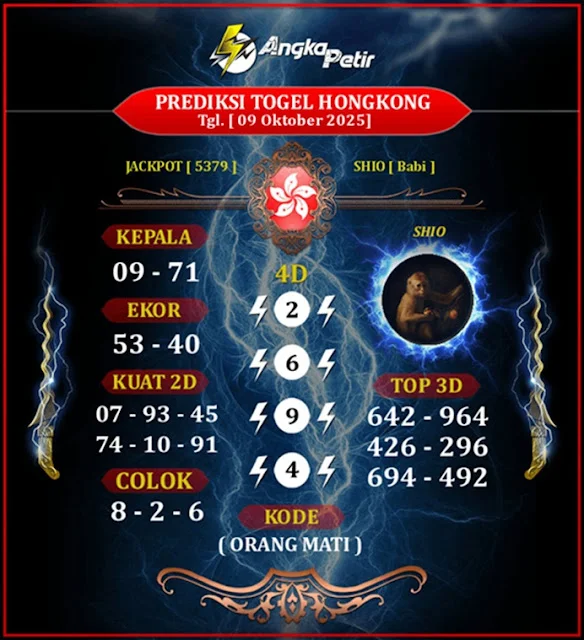 AngkaPetir
PREDIKSI TOGEL HONGKONG
Tgl. [ 09 Oktober 2025]
JACKPOT [ 5379 ]
SHIO [ Babi ]
KEPALA
09 - 71
EKOR
53 - 40
KUAT 2D
07 - 93 - 45
74 - 10 - 91
COLOK
8 - 2 - 6
4D
2
6
9
4
KODE
( ORANG MATI )
SHIO
TOP 3D
642 - 964
426 - 296
694 - 492